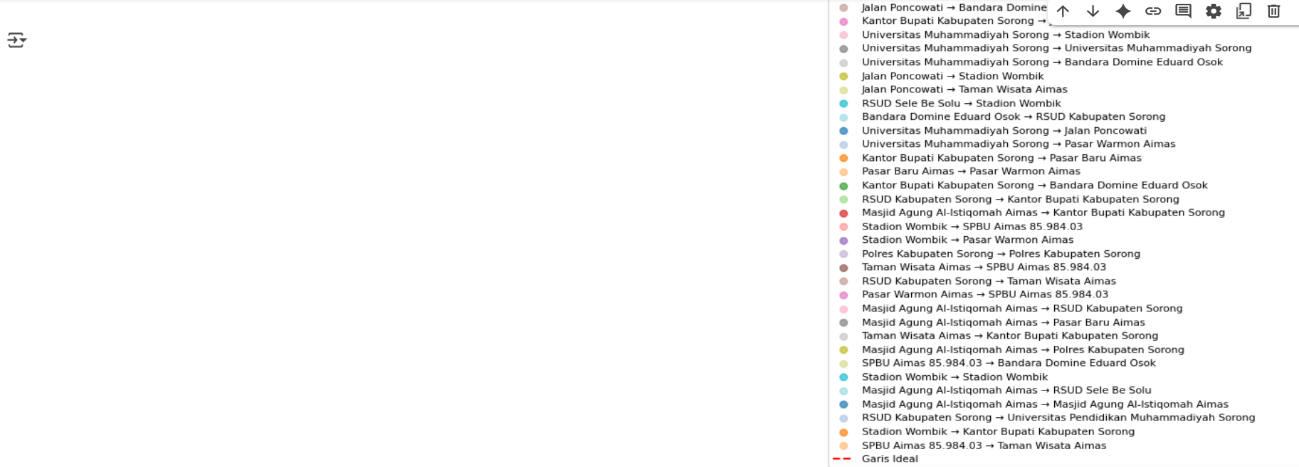 Jalan Poncowati → Bandara Domine
Kantor Bupati Kabupaten Sorong →
Universitas Muhammadiyah Sorong → Stadion Wombik
Universitas Muhammadiyah Sorong → Universitas Muhammadiyah Sorong
Universitas Muhammadiyah Sorong → Bandara Domine Eduard Osok
Jalan Poncowati → Stadion Wombik
Jalan Poncowati → Taman Wisata Aimas
RSUD Sele Be Solu → Stadion Wombik
Bandara Domine Eduard Osok → RSUD Kabupaten Sorong
Universitas Muhammadiyah Sorong → Jalan Poncowati
Universitas Muhammadiyah Sorong → Pasar Warmon Aimas
Kantor Bupati Kabupaten Sorong → Pasar Baru Aimas
Pasar Baru Aimas → Pasar Warmon Aimas
Kantor Bupati Kabupaten Sorong → Bandara Domine Eduard Osok
RSUD Kabupaten Sorong → Kantor Bupati Kabupaten Sorong
Masjid Agung Al-Istiqomah Aimas → Kantor Bupati Kabupaten Sorong
Stadion Wombik → SPBU Aimas 85.984.03
Stadion Wombik → Pasar Warmon Aimas
Polres Kabupaten Sorong → Polres Kabupaten Sorong
Taman Wisata Aimas → SPBU Aimas 85.984.03
RSUD Kabupaten Sorong → Taman Wisata Aimas
Pasar Warmon Aimas → SPBU Aimas 85.984.03
Masjid Agung Al-Istiqomah Aimas → RSUD Kabupaten Sorong
Masjid Agung Al-Istiqomah Aimas → Pasar Baru Aimas
Taman Wisata Aimas → Kantor Bupati Kabupaten Sorong
Masjid Agung Al-Istiqomah Aimas → Polres Kabupaten Sorong
SPBU Aimas 85.984.03 → Bandara Domine Eduard Osok
Stadion Wombik → Stadion Wombik
Masjid Agung Al-Istiqomah Aimas → RSUD Sele Be Solu
Masjid Agung Al-Istiqomah Aimas → Masjid Agung Al-Istiqomah Aimas
RSUD Kabupaten Sorong → Universitas Pendidikan Muhammadiyah Sorong
Stadion Wombik → Kantor Bupati Kabupaten Sorong
SPBU Aimas 85.984.03 → Taman Wisata Aimas
Garis Ideal